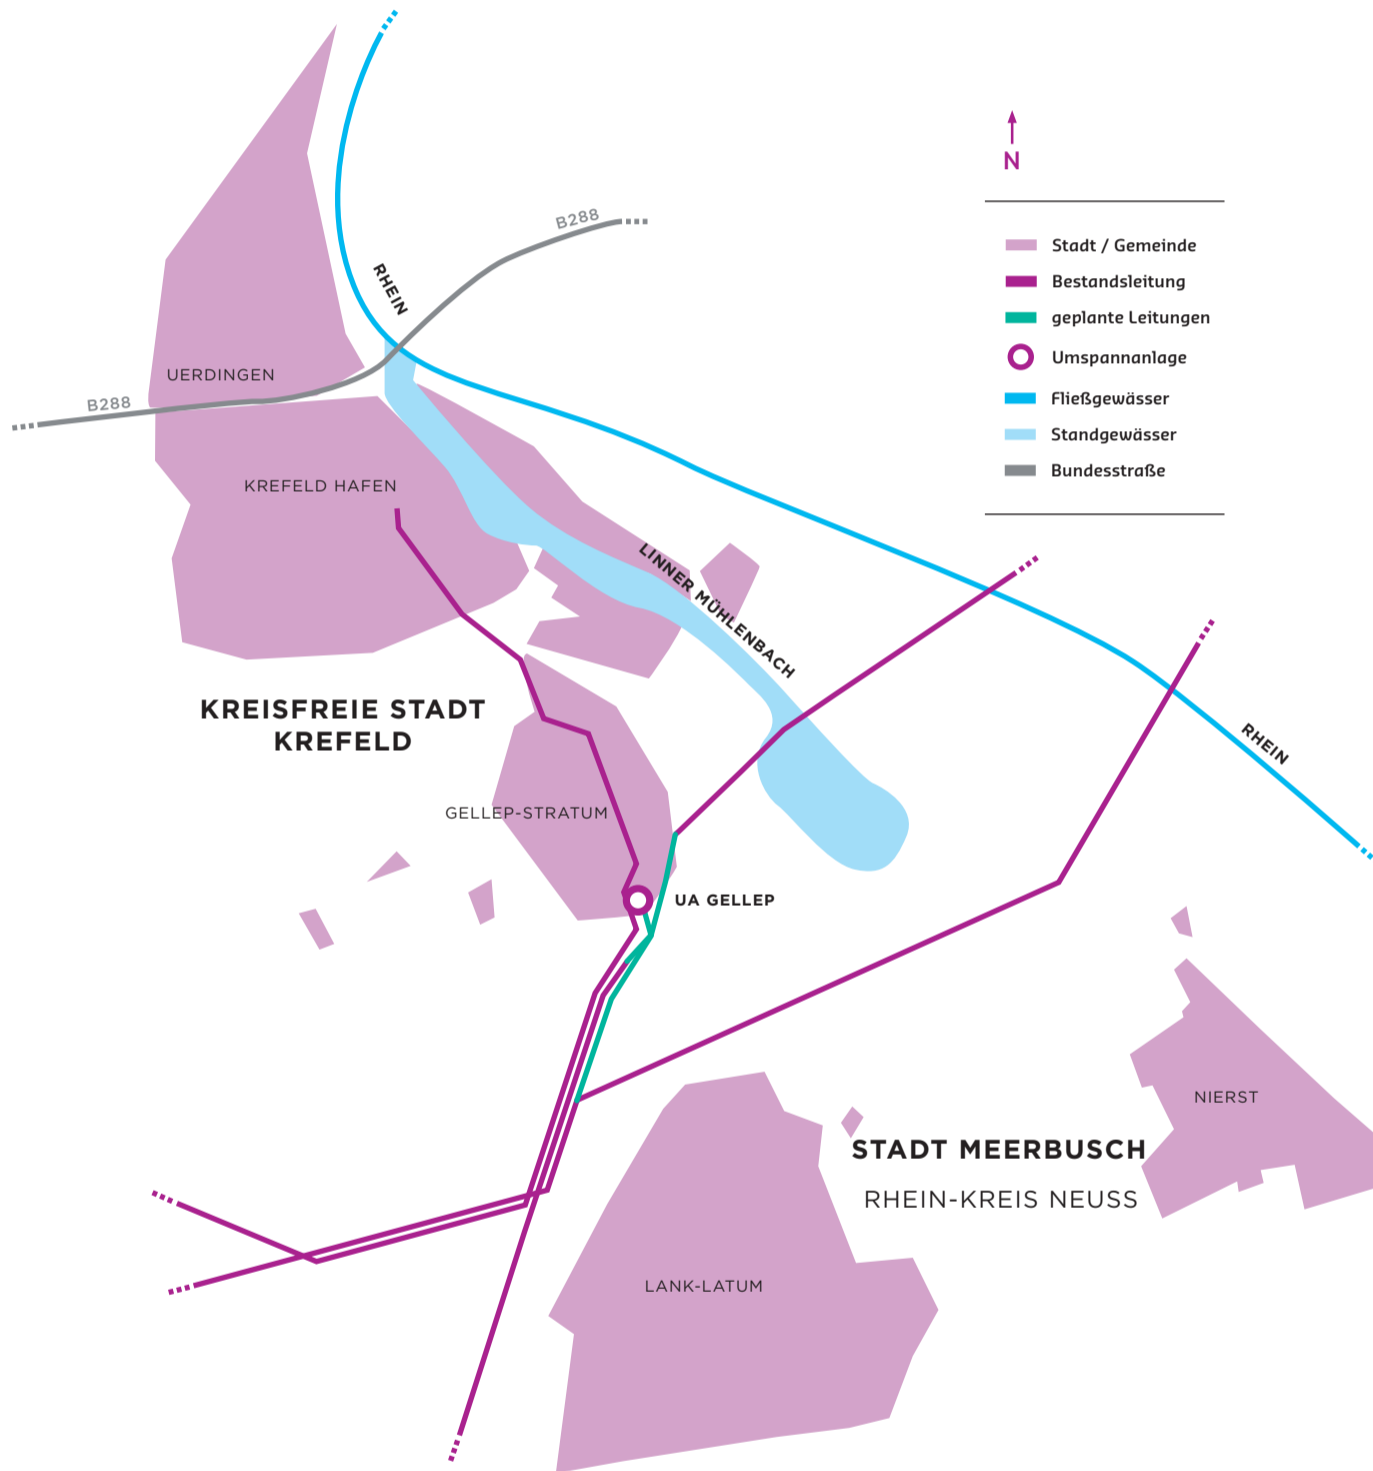 N
Stadt / Gemeinde
Bestandsleitung
geplante Leitungen
Umspannanlage
Fließgewässer
Standgewässer
Bundesstraße
B288
RHEIN
UERDINGEN
B288
KREFELD HAFEN
LINNER MÜHLENBACH
KREISFREIE STADT
KREFELD
RHEIN
GELLEP-STRATUM
UA GELLEP
NIERST
STADT MEERBUSCH
RHEIN-KREIS NEUSS
LANK-LATUM